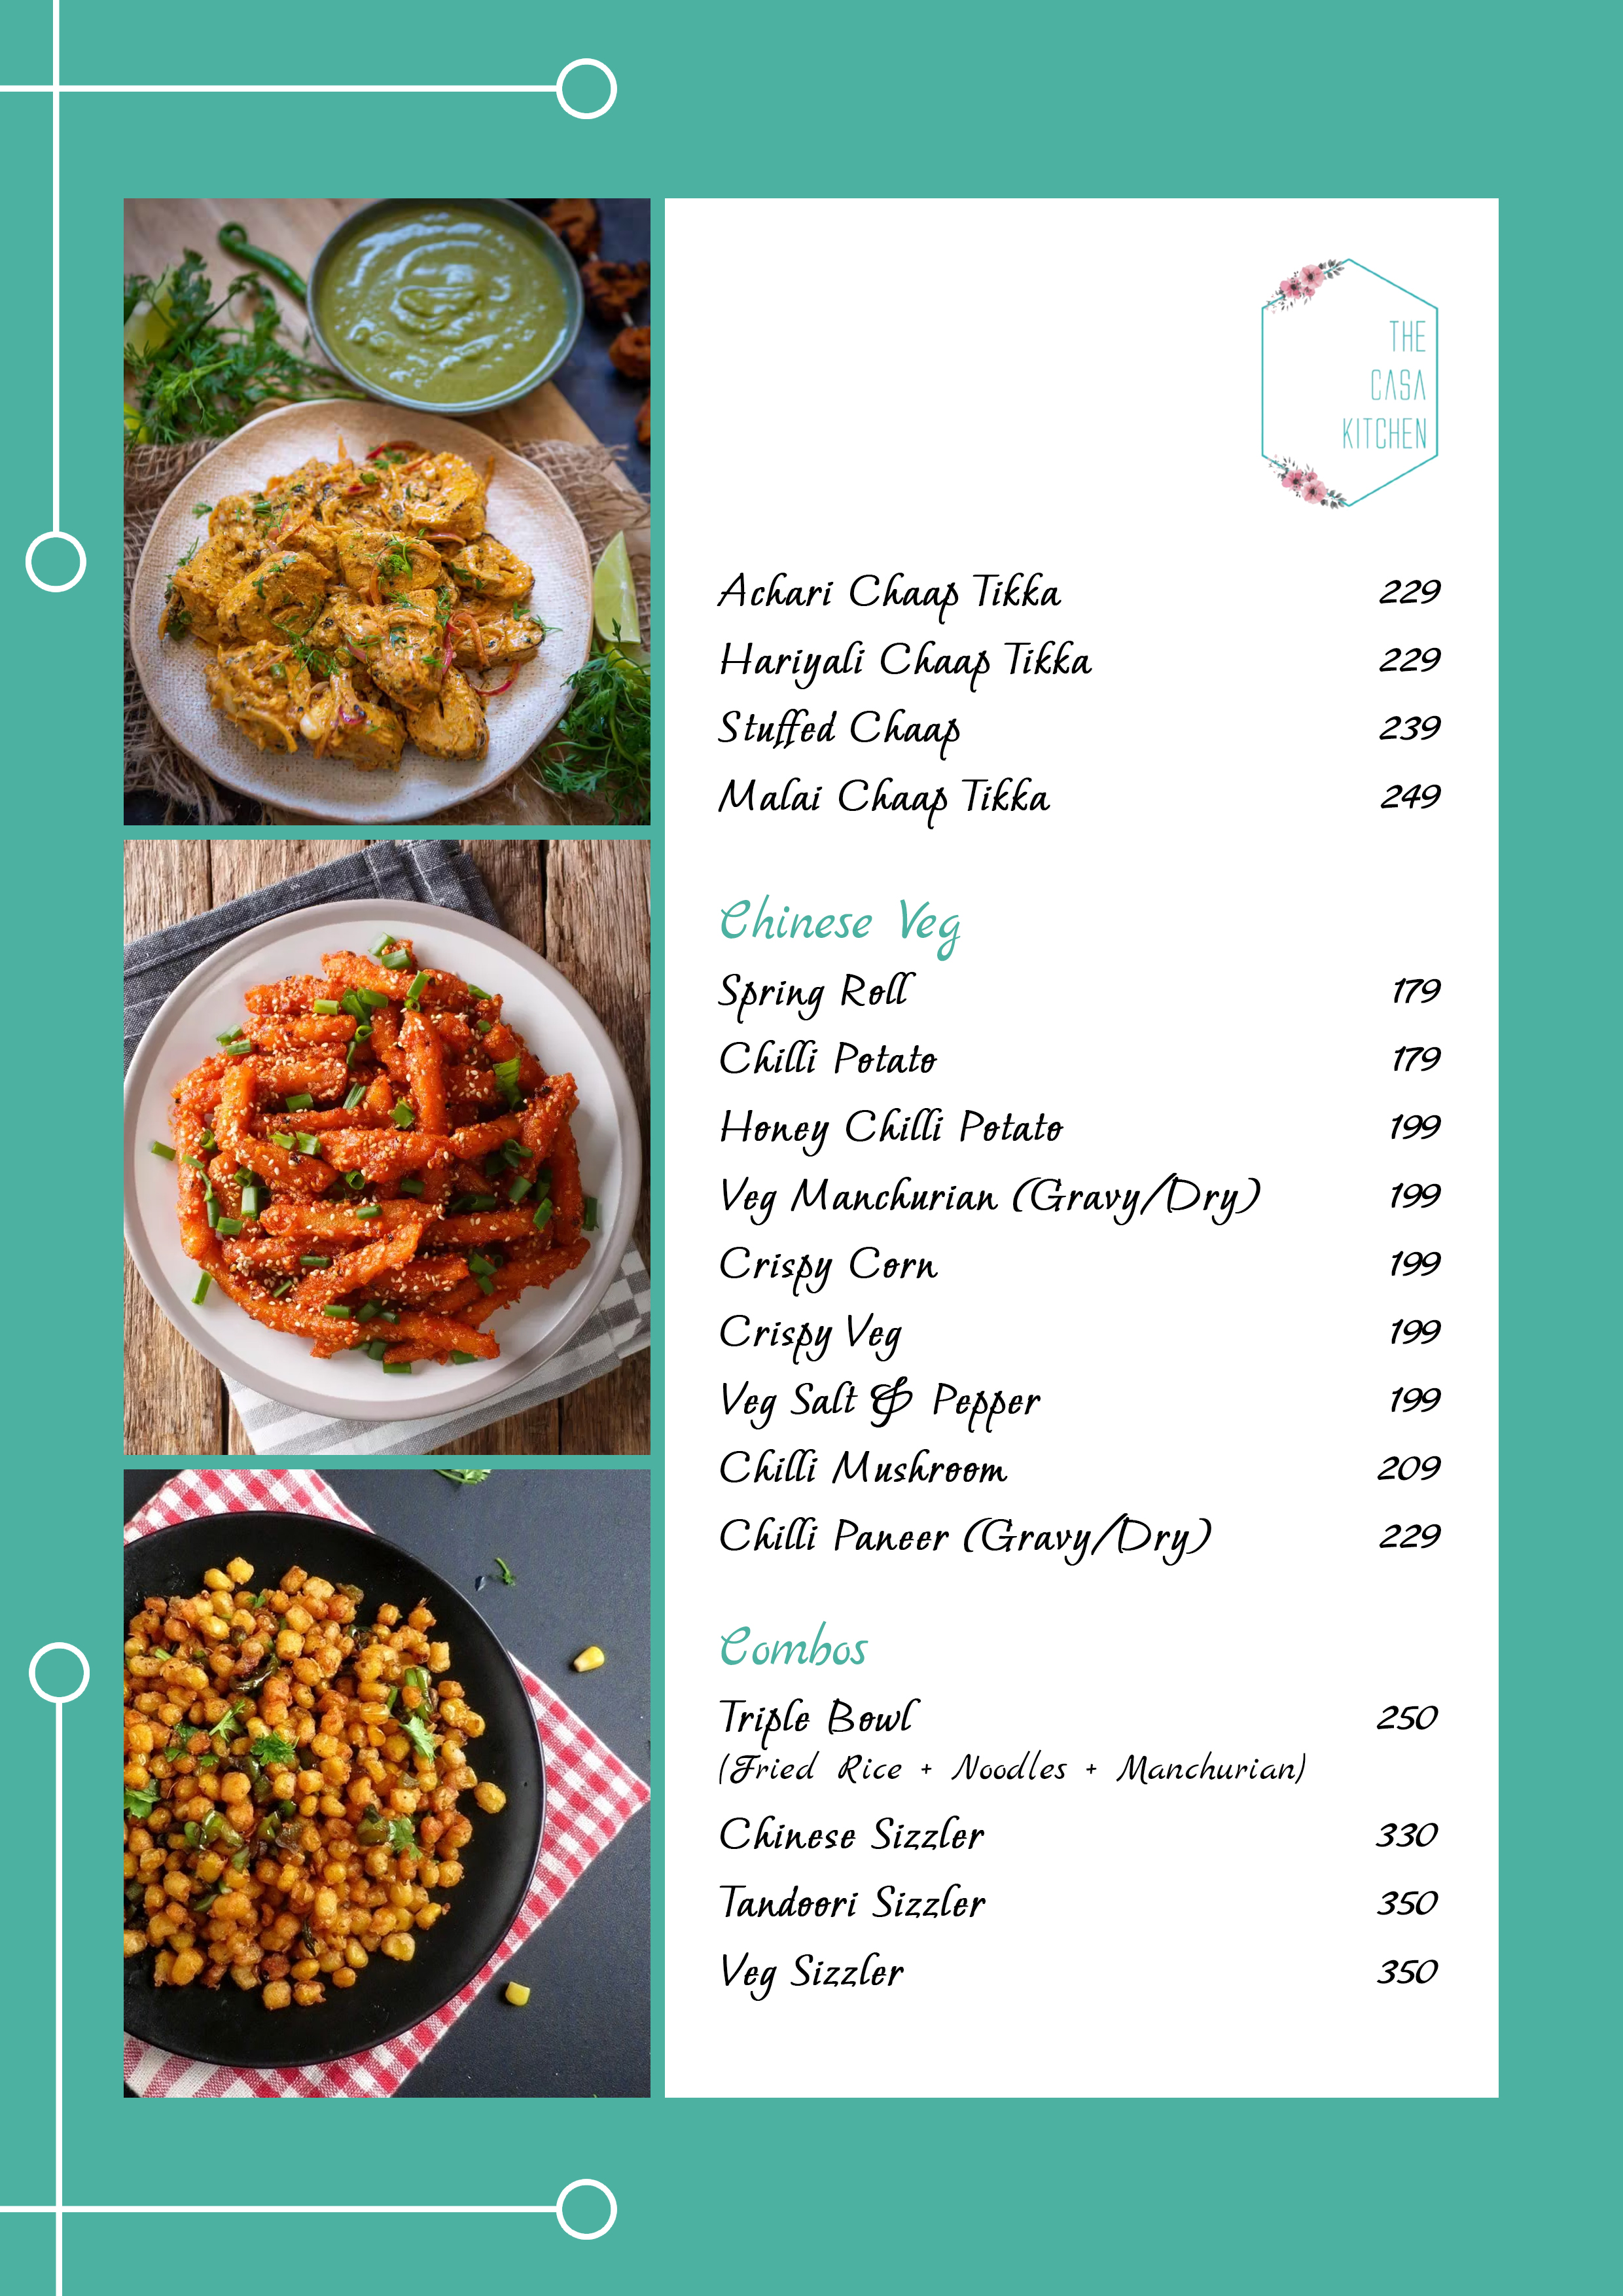 THE
CASA
KITCHEN
Achari Chaap Tikka 229
Hariyali Chaap Tikka 229
Stuffed Chaap 239
Malai Chaap Tikka 249
Chinese Veg
Spring Roll 179
Chilli Potato 179
Honey Chilli Potato 199
Veg Manchurian (Gravy/Dry) 199
Crispy Corn 199
Crispy Veg 199
Veg Salt & Pepper 199
Chilli Mushroom 209
Chilli Paneer (Gravy/Dry) 229
Combos
Triple Bowl 250
(Fried Rice + Noodles + Manchurian)
Chinese Sizzler 330
Tandoori Sizzler 350
Veg Sizzler 350